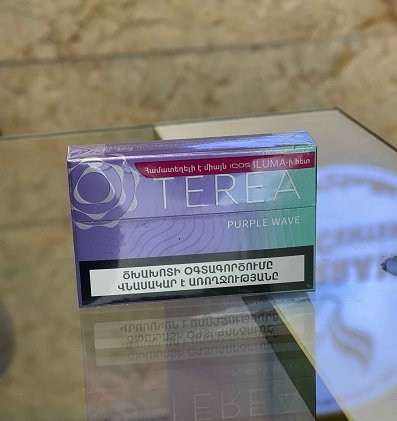 Համատեղելի է միայն IQOS ILUMA-ի հետ
TEREA
PURPLE WAVE
ԾԽԱԽՈՏԻ ՕԳՏԱԳՈՐԾՈՒՄԸ
ՎՆԱՍԱԿԱՐ Է ԱՌՈՂՋՈՒԹՅԱՆԸ